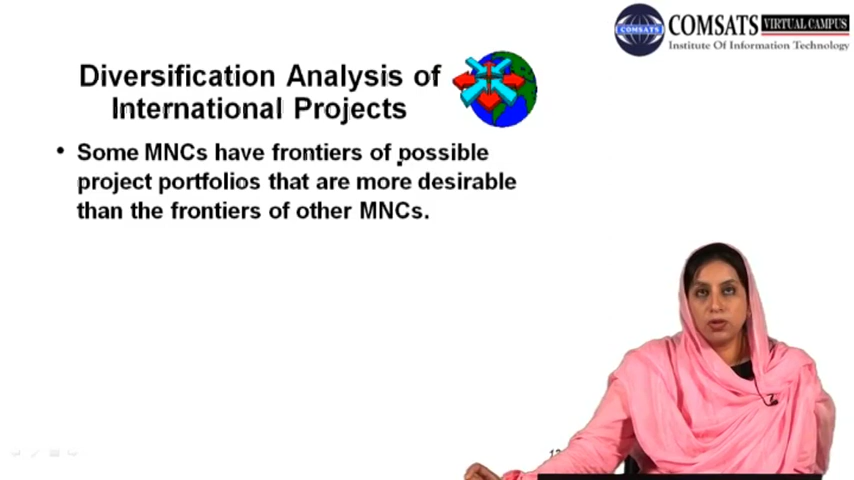 COMSATS VIRTUAL CAMPUS
COMSATS
Institute Of Information Technology
Diversification Analysis of
International Projects
• Some MNCs have frontiers of possible
project portfolios that are more desirable
than the frontiers of other MNCs.